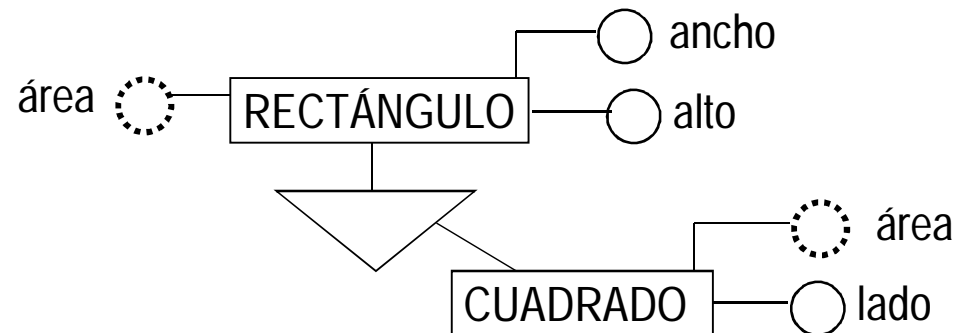 ancho
área
RECTÁNGULO
alto
área
CUADRADO
lado